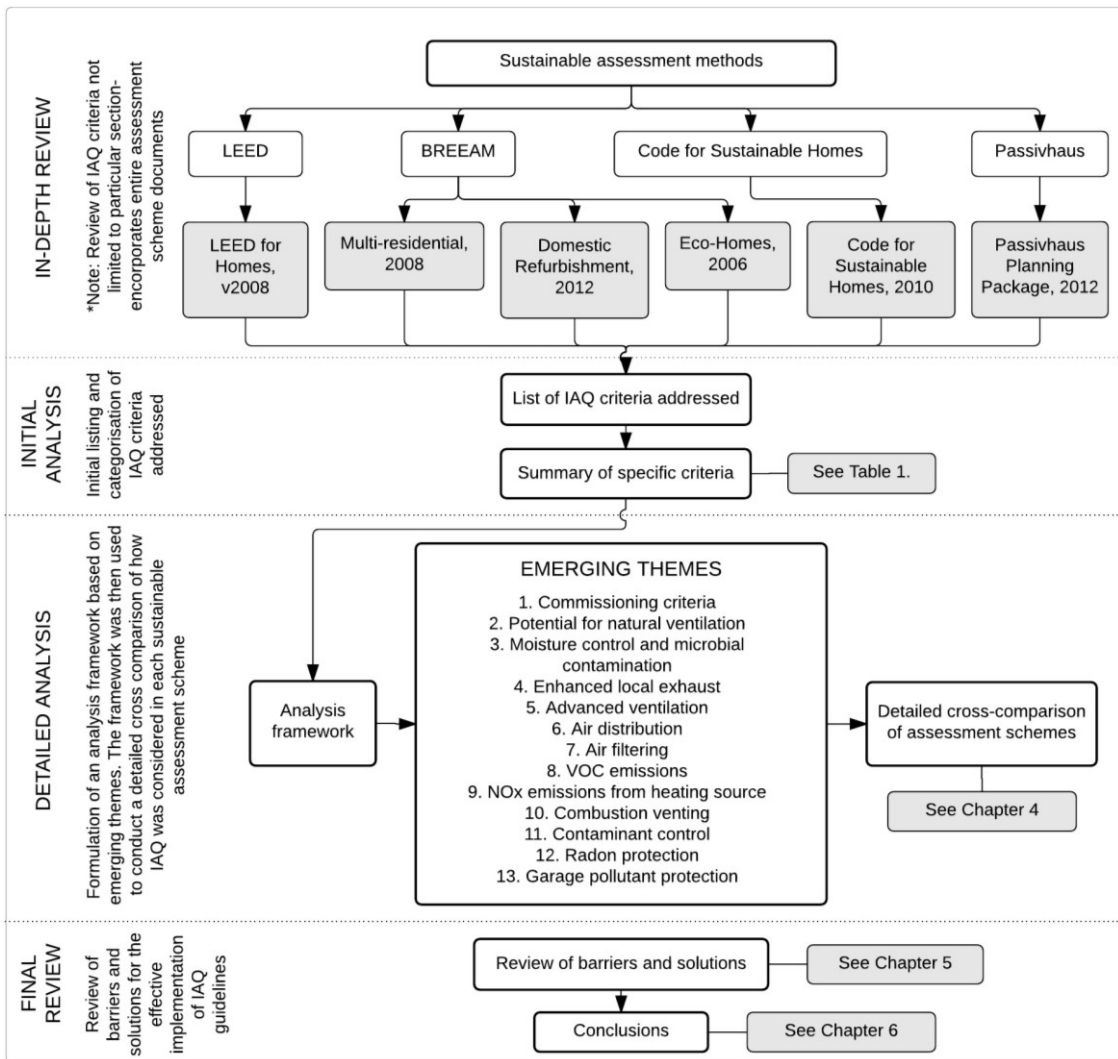 IN-DEPTH REVIEW
*Note: Review of IAQ criteria not
limited to particular section-
encorporates entire assessment
scheme documents
Sustainable assessment methods
LEED
BREEAM
Code for Sustainable Homes
Passivhaus
LEED for
Homes,
v2008
Multi-residential,
2008
Domestic
Refurbishment,
2012
Eco-Homes,
2006
Code for
Sustainable
Homes, 2010
Passivhaus
Planning
Package, 2012
INITIAL
ANALYSIS
Initial listing and
categorisation of
IAQ criteria
addressed
List of IAQ criteria addressed
Summary of specific criteria
See Table 1.
DETAILED ANALYSIS
Formulation of an analysis framework based on
emerging themes. The framework was then used
to conduct a detailed cross comparison of how
IAQ was considered in each sustainable
assessment scheme
Analysis
framework
EMERGING THEMES
1. Commissioning criteria
2. Potential for natural ventilation
3. Moisture control and microbial
contamination
4. Enhanced local exhaust
5. Advanced ventilation
6. Air distribution
7. Air filtering
8. VOC emissions
9. NOx emissions from heating source
10. Combustion venting
11. Contaminant control
12. Radon protection
13. Garage pollutant protection
Detailed cross-comparison
of assessment schemes
See Chapter 4
FINAL
REVIEW
Review of
barriers and
solutions for the
effective
implementation
of IAQ
guidelines
Review of barriers and solutions
See Chapter 5
Conclusions
See Chapter 6